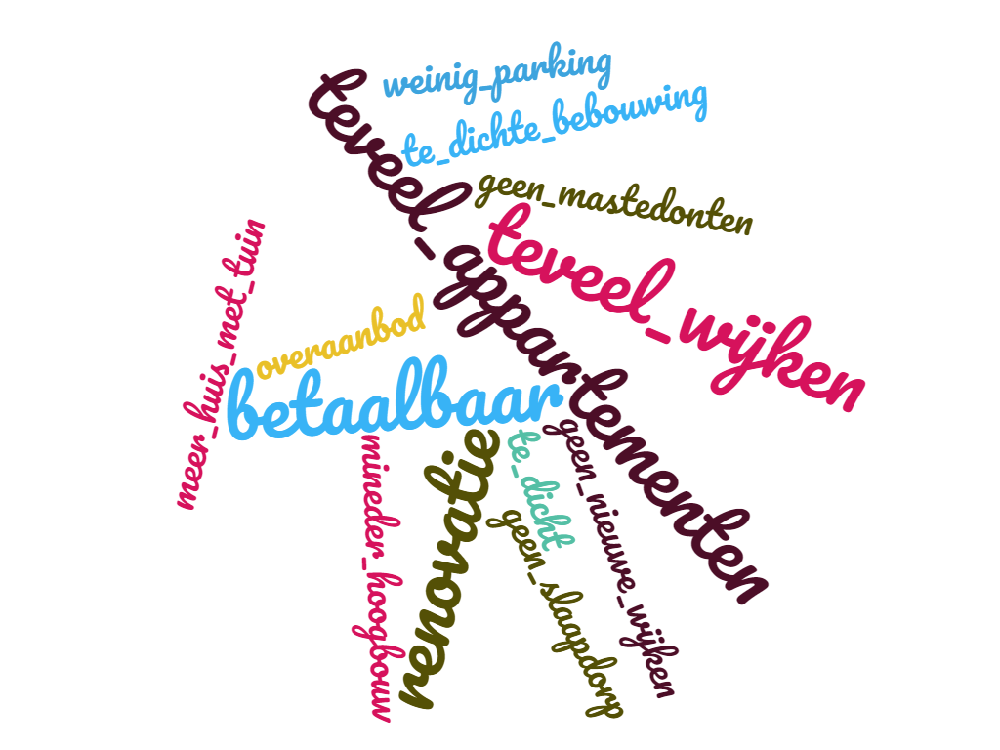 weinig_parking
te_dichte_bebouwing
teveel_appartementen
geen_mastedonten
teveel_wijken
meer_huis_met_tuin
overaanbod
betaalbaar
mineder_hoogbouw
renovatie
te_dicht
geen_nieuwe_wijken
geen_slaapdorp